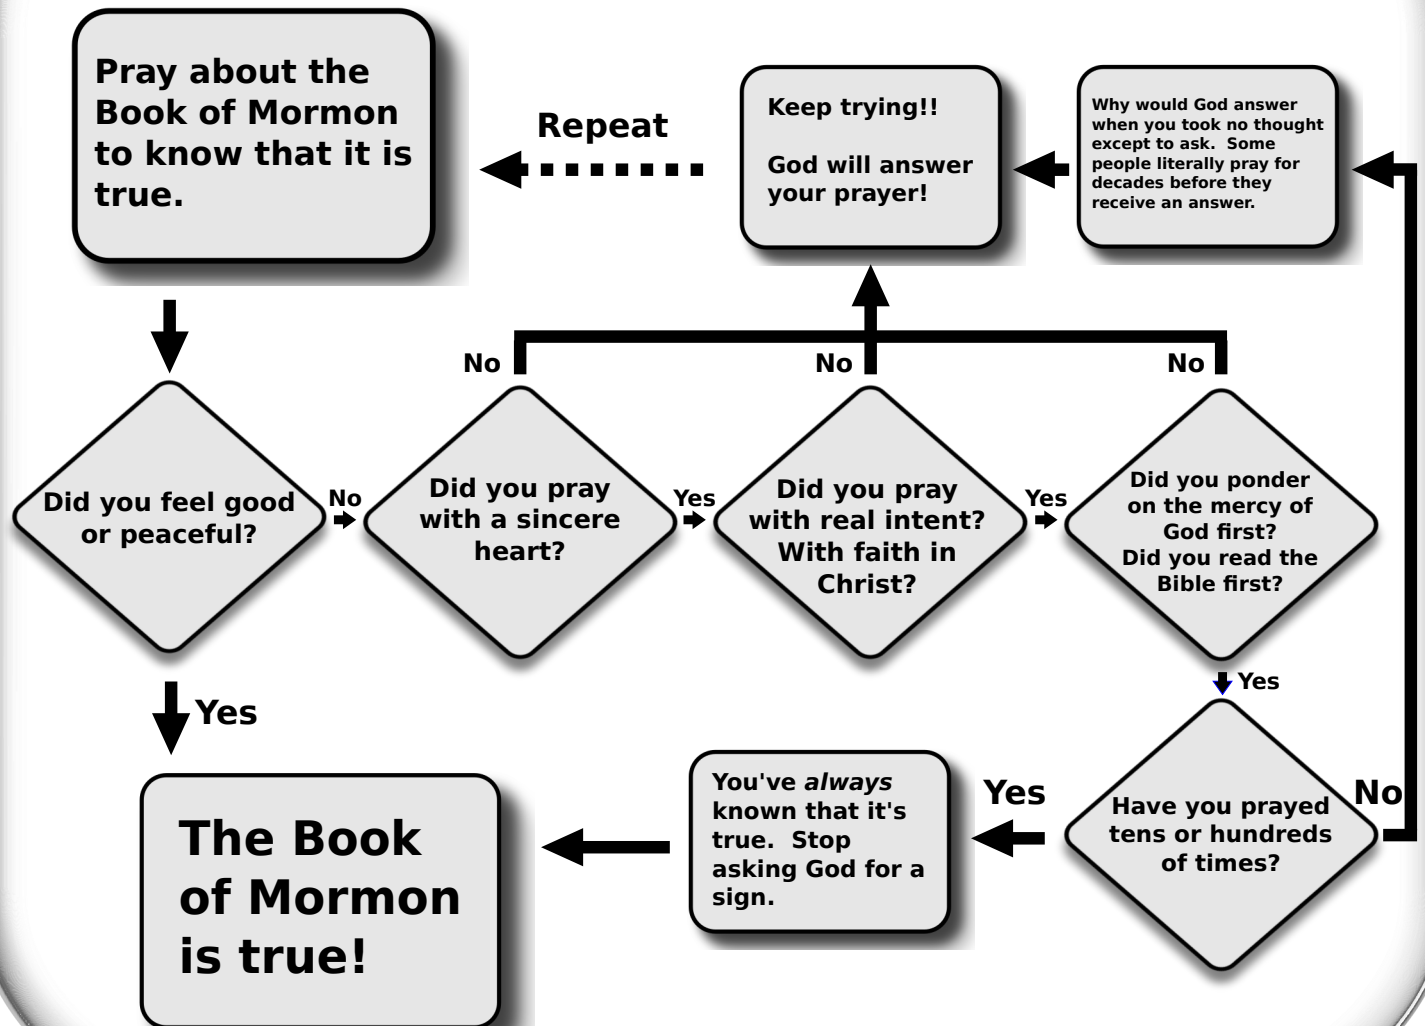 Pray about the
Book of Mormon
to know that it is
true.
Repeat
Keep trying!!
God will answer
your prayer!
Why would God answer
when you took no thought
except to ask.  Some
people literally pray for
decades before they
receive an answer.
No
No
No
Did you feel good
or peaceful?
No
Did you pray
with a sincere
heart?
Yes
Did you pray
with real intent?
With faith in
Christ?
Yes
Did you ponder
on the mercy of
God first?
Did you read the
Bible first?
Yes
Yes
The Book
of Mormon
is true!
You've always
known that it's
true.  Stop
asking God for a
sign.
Yes
Have you prayed
tens or hundreds
of times?
No